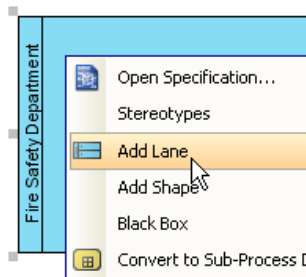 Fire Safety Department
Open Specification...
Stereotypes
Add Lane
Add Shape
Black Box
Convert to Sub-Process